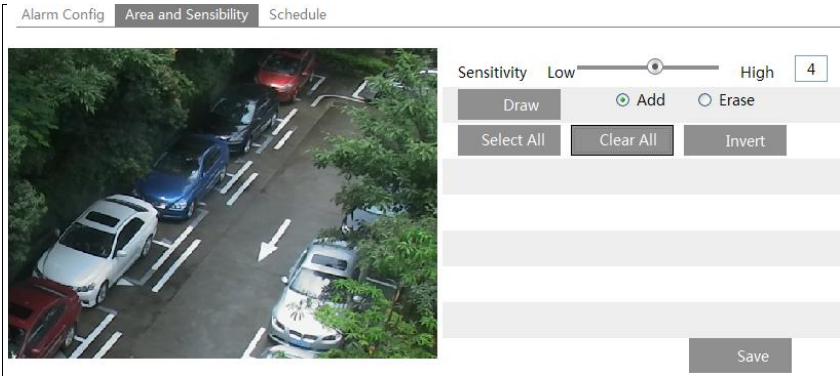 Alarm Config Area and Sensibility Schedule
Sensitivity Low High 4
Draw Add Erase
Select All Clear All Invert
Save